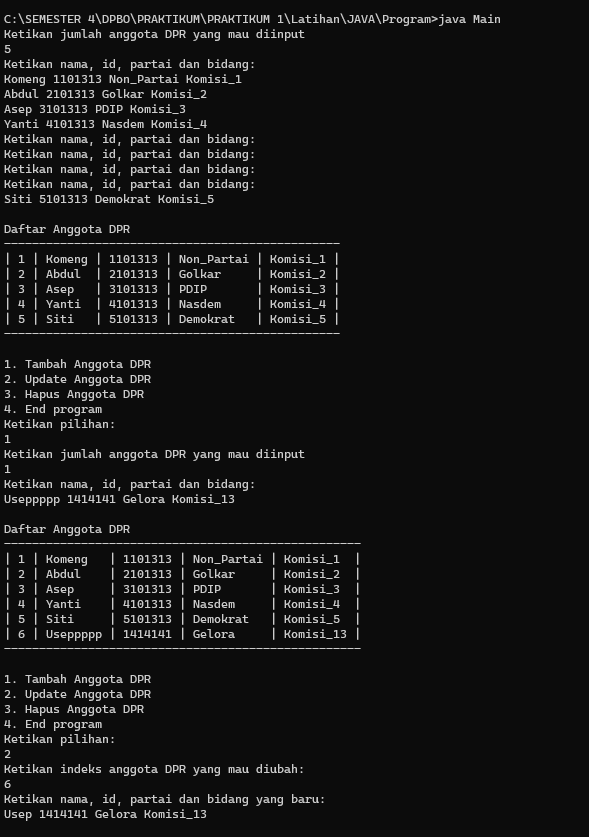 C:\SEMESTER 4\DPBO\PRAKTIKUM\PRAKTIKUM 1\Latihan\JAVA\Program>java Main
Ketikan jumlah anggota DPR yang mau diinput
5
Ketikan nama, id, partai dan bidang:
Komeng 1101313 Non_Partai Komisi_1
Abdul 2101313 Golkar Komisi_2
Asep 3101313 PDIP Komisi_3
Yanti 4101313 Nasdem Komisi_4
Ketikan nama, id, partai dan bidang:
Ketikan nama, id, partai dan bidang:
Ketikan nama, id, partai dan bidang:
Ketikan nama, id, partai dan bidang:
Siti 5101313 Demokrat Komisi_5

Daftar Anggota DPR
------------------------------------------------
| 1 | Komeng | 1101313 | Non_Partai | Komisi_1 |
| 2 | Abdul  | 2101313 | Golkar     | Komisi_2 |
| 3 | Asep   | 3101313 | PDIP       | Komisi_3 |
| 4 | Yanti  | 4101313 | Nasdem     | Komisi_4 |
| 5 | Siti   | 5101313 | Demokrat   | Komisi_5 |
------------------------------------------------

1. Tambah Anggota DPR
2. Update Anggota DPR
3. Hapus Anggota DPR
4. End program
Ketikan pilihan:
1
Ketikan jumlah anggota DPR yang mau diinput
1
Ketikan nama, id, partai dan bidang:
Useppppp 1414141 Gelora Komisi_13

Daftar Anggota DPR
---------------------------------------------------
| 1 | Komeng   | 1101313 | Non_Partai | Komisi_1  |
| 2 | Abdul    | 2101313 | Golkar     | Komisi_2  |
| 3 | Asep     | 3101313 | PDIP       | Komisi_3  |
| 4 | Yanti    | 4101313 | Nasdem     | Komisi_4  |
| 5 | Siti     | 5101313 | Demokrat   | Komisi_5  |
| 6 | Useppppp | 1414141 | Gelora     | Komisi_13 |
---------------------------------------------------

1. Tambah Anggota DPR
2. Update Anggota DPR
3. Hapus Anggota DPR
4. End program
Ketikan pilihan:
2
Ketikan indeks anggota DPR yang mau diubah:
6
Ketikan nama, id, partai dan bidang yang baru:
Usep 1414141 Gelora Komisi_13